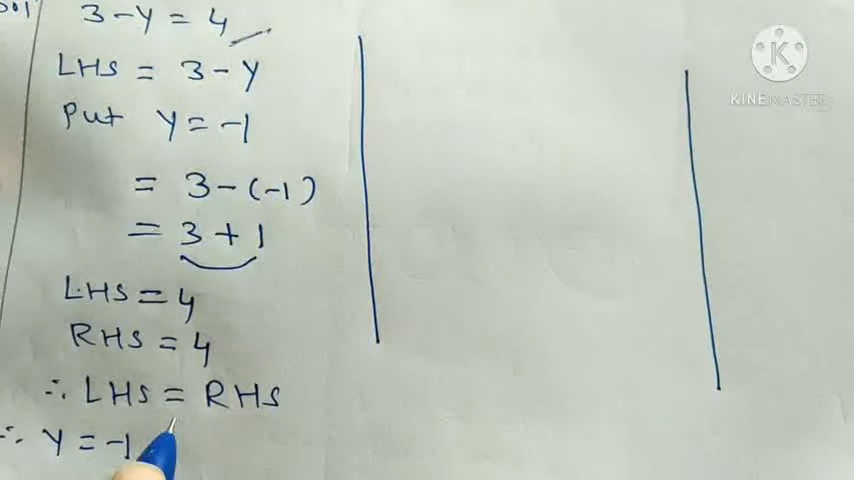 3 - y = 4
LHS = 3 - y
Put y = -1
= 3 - (-1)
= 3 + 1
LHS = 4
RHS = 4
∴ LHS = RHS
∴ y = -1
KINEMASTER